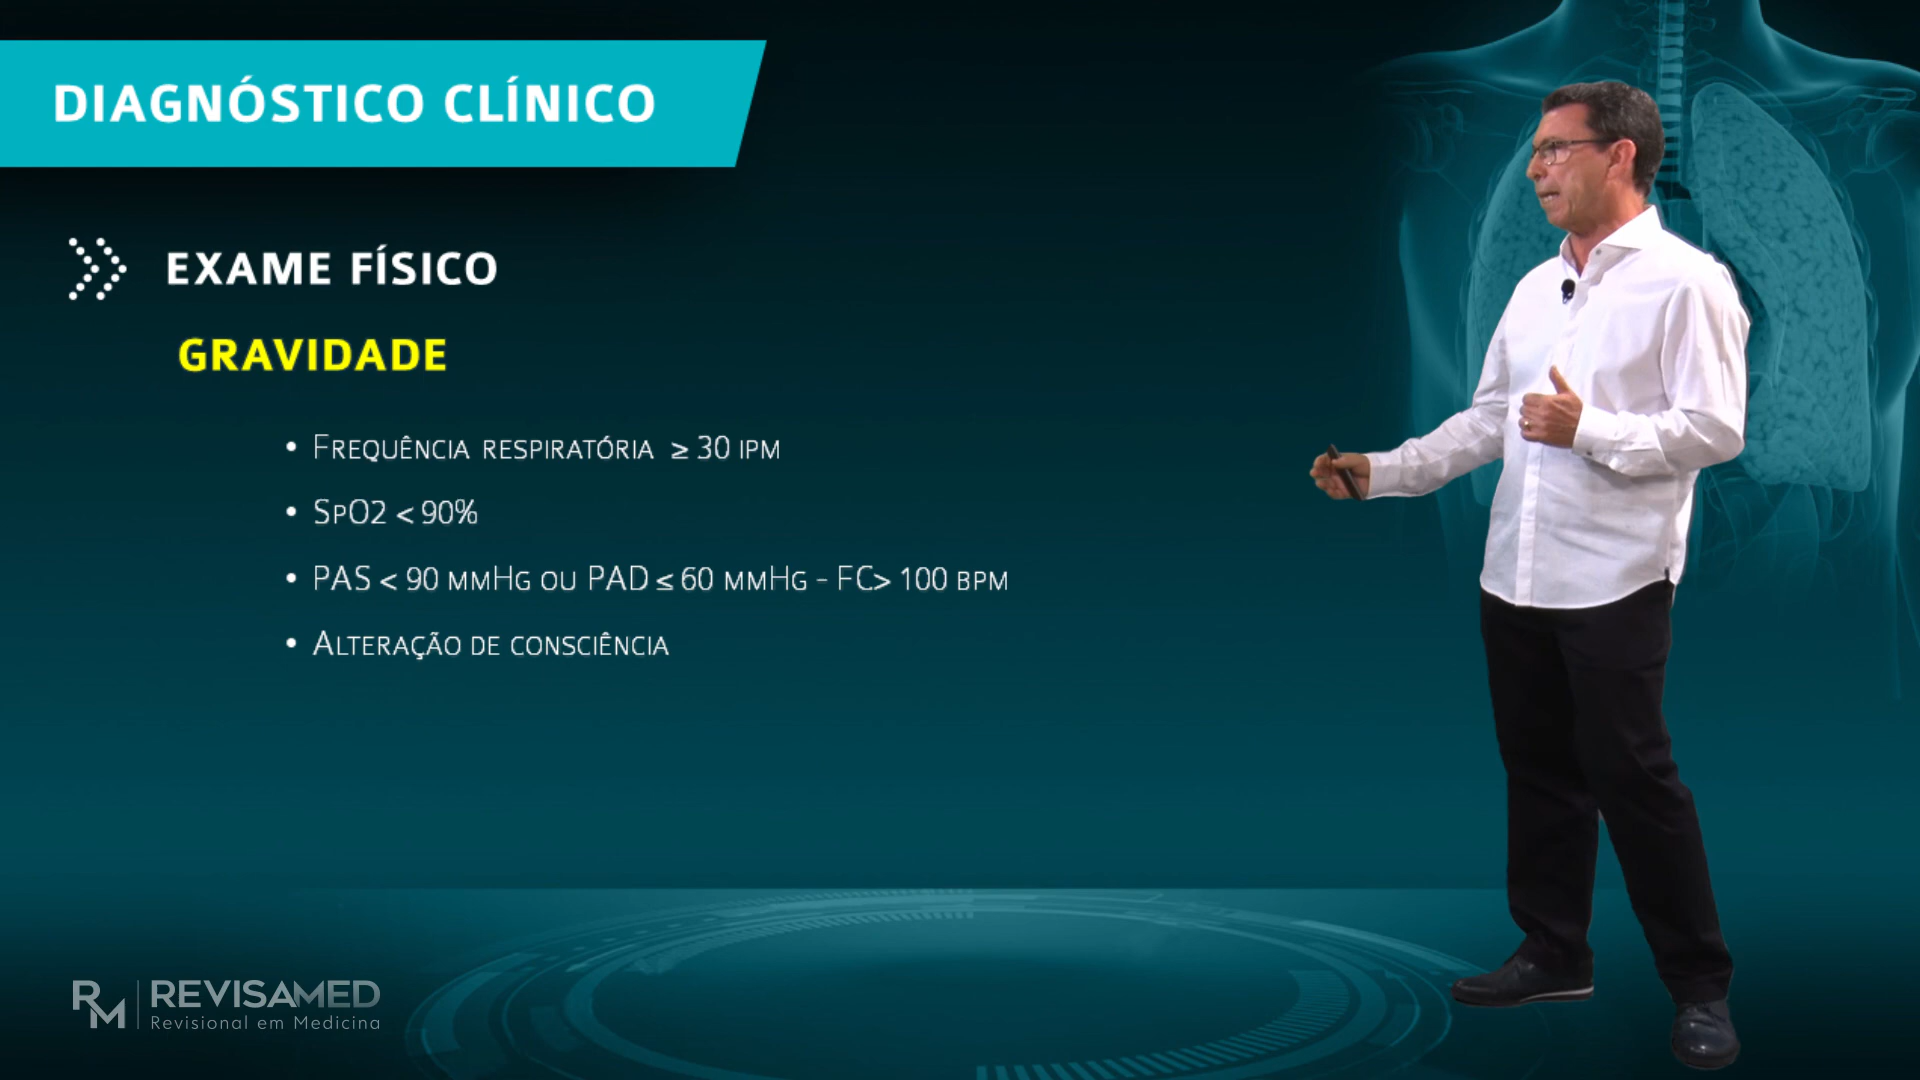 DIAGNÓSTICO CLÍNICO
EXAME FÍSICO
GRAVIDADE
• FREQUÊNCIA RESPIRATÓRIA ≥ 30 IPM
• SPO2 < 90%
• PAS < 90 MMHG OU PAD ≤ 60 MMHG - FC> 100 BPM
• ALTERAÇÃO DE CONSCIÊNCIA
RM | REVISAMED
Revisional em Medicina